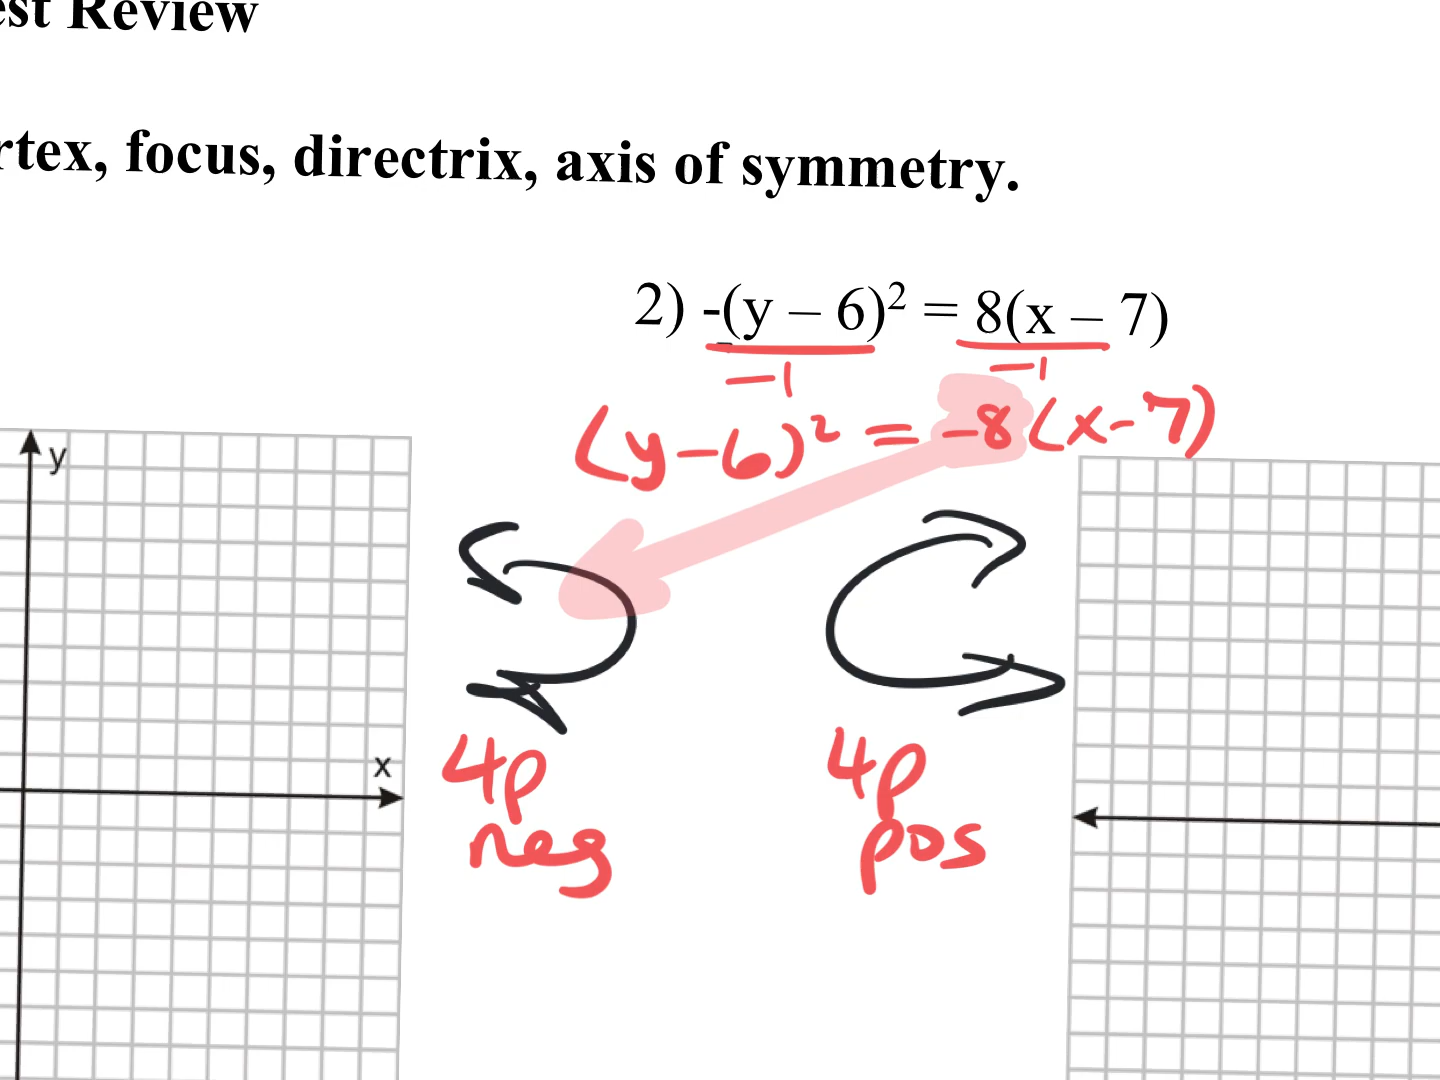 est Review
rtex, focus, directrix, axis of symmetry.
2) -(y – 6)² = 8(x – 7)
-1 -1
(y-6)² = -8(x-7)
y
x
4p neg
4p pos